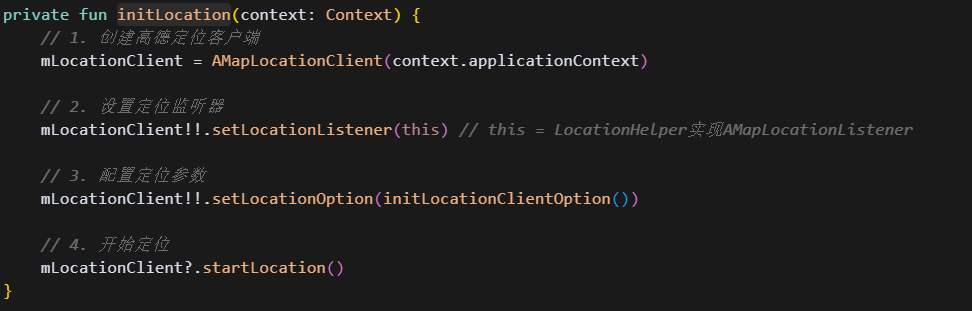 private fun initLocation(context: Context) {
// 1. 创建高德定位客户端
mLocationClient = AMapLocationClient(context.applicationContext)
// 2. 设置定位监听器
mLocationClient!!.setLocationListener(this) // this = LocationHelper实现AMapLocationListener
// 3. 配置定位参数
mLocationClient!!.setLocationOption(initLocationClientOption())
// 4. 开始定位
mLocationClient?.startLocation()
}